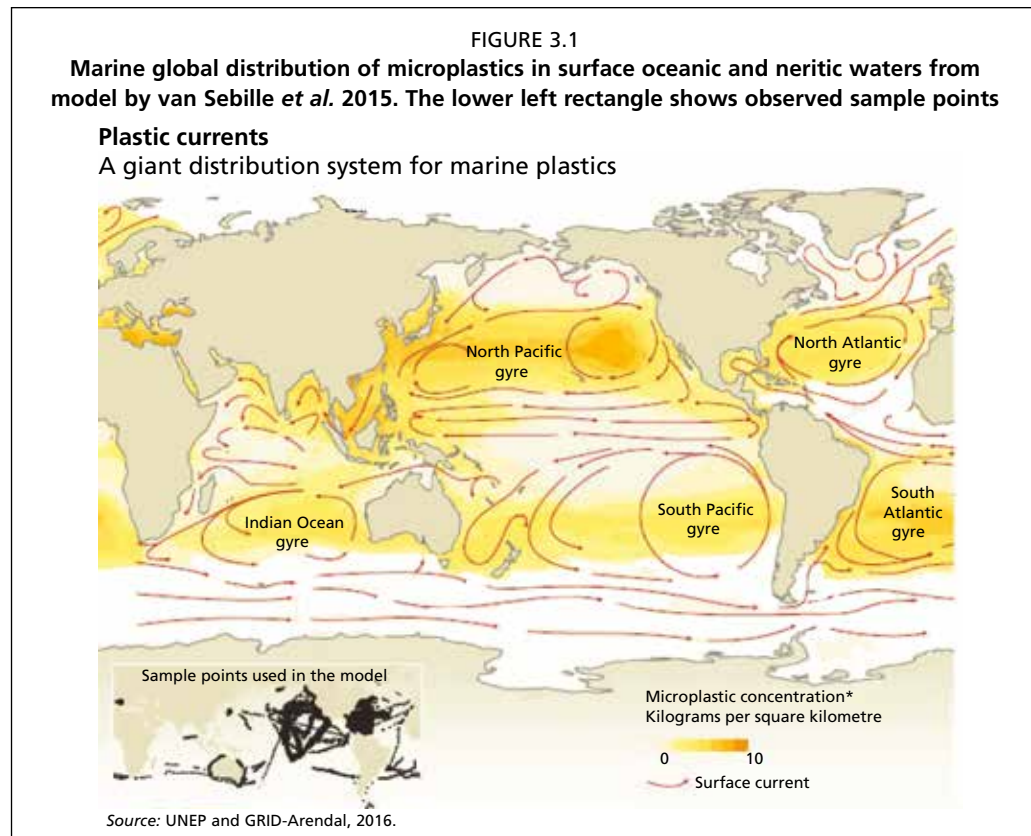 FIGURE 3.1
Marine global distribution of microplastics in surface oceanic and neritic waters from
model by van Sebille et al. 2015. The lower left rectangle shows observed sample points
Plastic currents
A giant distribution system for marine plastics
North Pacific
gyre
North Atlantic
gyre
Indian Ocean
gyre
South Pacific
gyre
South
Atlantic
gyre
Sample points used in the model
Microplastic concentration*
Kilograms per square kilometre
0 10
Surface current
Source: UNEP and GRID-Arendal, 2016.